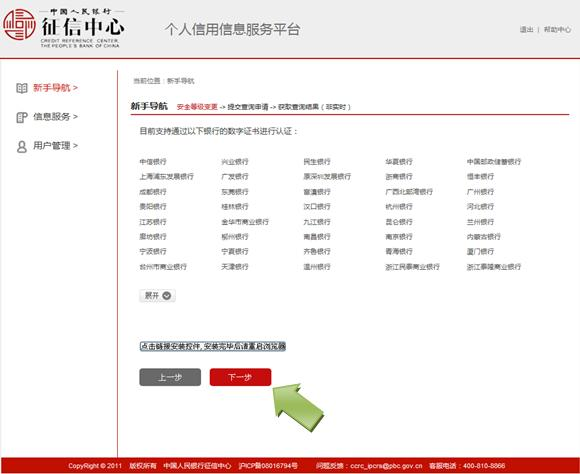 中国人民银行
征信中心
CREDIT REFERENCE CENTER,
THE PEOPLE'S BANK OF CHINA
个人信用信息服务平台
退出 | 帮助中心
新手导航 >
信息服务 >
用户管理 >
当前位置：新手导航
新手导航 安全等级变更 -> 提交查询申请 -> 获取查询结果（非实时）
目前支持通过以下银行的数字证书进行认证：
中信银行 兴业银行 民生银行 华夏银行 中国邮政储蓄银行
上海浦东发展银行 广发银行 原深圳发展银行 浙商银行 恒丰银行
成都银行 东莞银行 富滇银行 广西北部湾银行 广州银行
贵阳银行 桂林银行 汉口银行 杭州银行 河北银行
江苏银行 金华市商业银行 九江银行 昆仑银行 兰州银行
廊坊银行 柳州银行 南昌银行 南京银行 内蒙古银行
宁波银行 宁夏银行 齐鲁银行 青海银行 厦门银行
台州市商业银行 天津银行 温州银行 浙江民泰商业银行 浙江泰隆商业银行
展开
点击链接安装控件,安装完毕后请重启浏览器
上一步 下一步
CopyRight © 2011 版权所有 中国人民银行征信中心 沪ICP备08016794号 问题反馈：ccrc_ipcrs@pbc.gov.cn 客服电话：400-810-8866